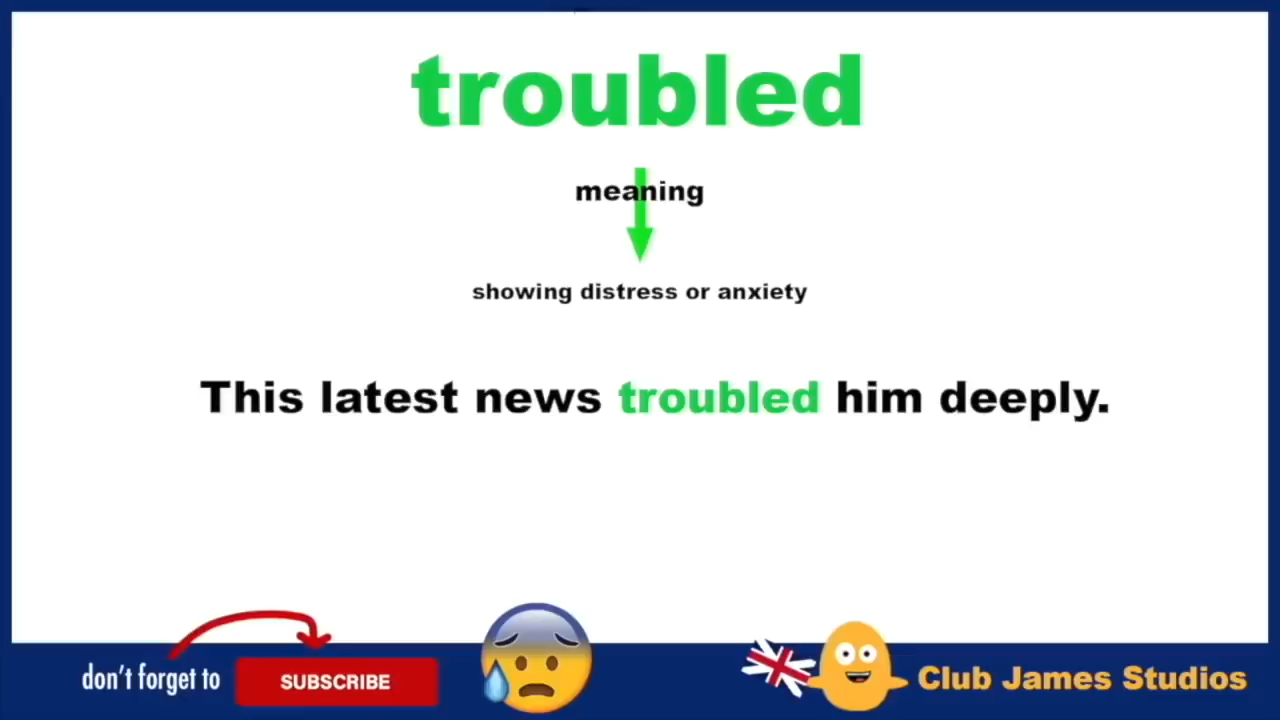 troubled
meaning
showing distress or anxiety
This latest news troubled him deeply.
don't forget to
SUBSCRIBE
Club James Studios